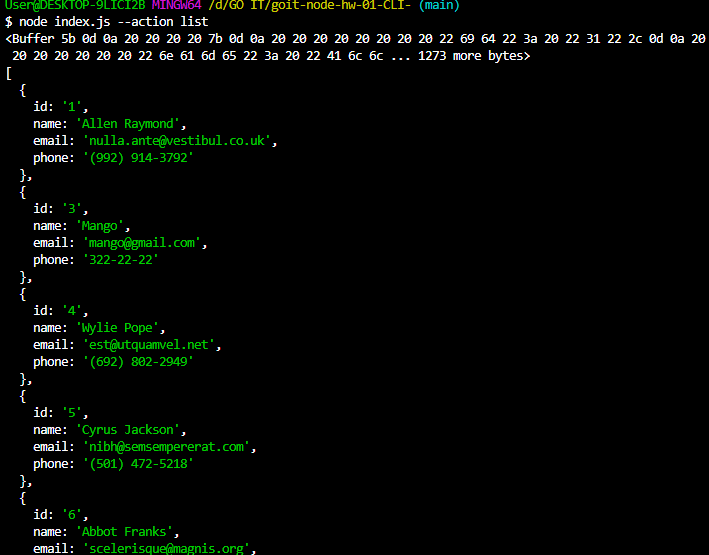 User@DESKTOP-9LICI2B MINGW64 /d/GO IT/goit-node-hw-01-CLI- (main)
$ node index.js --action list
<Buffer 5b 0d 0a 20 20 20 20 7b 0d 0a 20 20 20 20 20 20 20 20 22 69 64 22 3a 20 22 31 22 2c 0d 0a 20
 20 20 20 20 20 20 22 6e 61 6d 65 22 3a 20 22 41 6c 6c ... 1273 more bytes>
[
  {
    id: '1',
    name: 'Allen Raymond',
    email: 'nulla.ante@vestibul.co.uk',
    phone: '(992) 914-3792'
  },
  {
    id: '3',
    name: 'Mango',
    email: 'mango@gmail.com',
    phone: '322-22-22'
  },
  {
    id: '4',
    name: 'Wylie Pope',
    email: 'est@utquamvel.net',
    phone: '(692) 802-2949'
  },
  {
    id: '5',
    name: 'Cyrus Jackson',
    email: 'nibh@semsempererat.com',
    phone: '(501) 472-5218'
  },
  {
    id: '6',
    name: 'Abbot Franks',
    email: 'scelerisque@magnis.org',